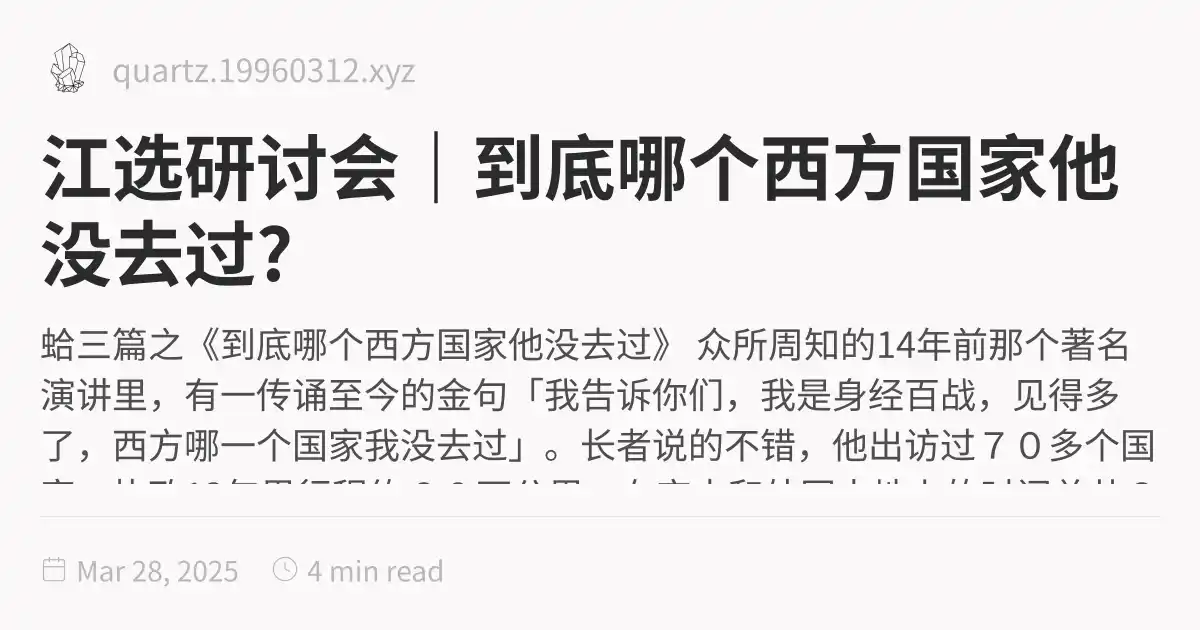 quartz.19960312.xyz
江选研讨会｜到底哪个西方国家他
没去过?
蛤三篇之《到底哪个西方国家他没去过》 众所周知的14年前那个著名
演讲里，有一传诵至今的金句「我告诉你们，我是身经百战，见得多
了，西方哪一个国家我没去过」。长者说的不错，他出访过７０多个国
Mar 28, 2025
4 min read